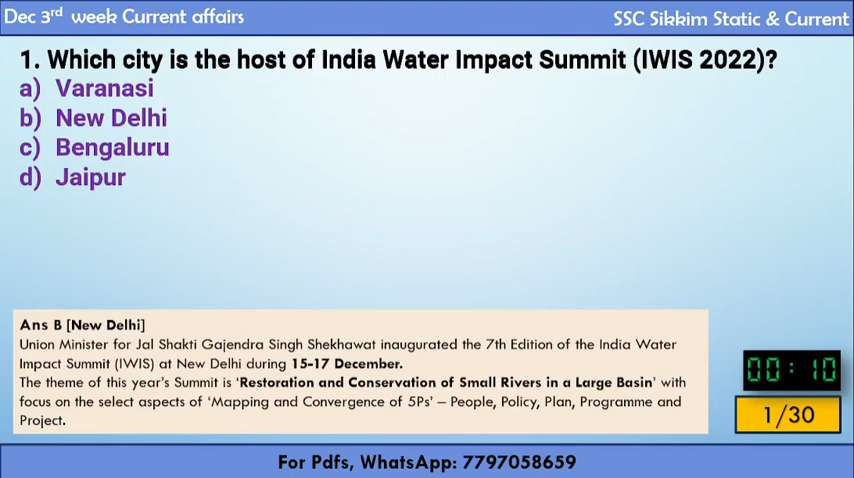 Dec 3rd week Current affairs
SSC Sikkim Static & Current
1. Which city is the host of India Water Impact Summit (IWIS 2022)?
a) Varanasi
b) New Delhi
c) Bengaluru
d) Jaipur
Ans B [New Delhi]
Union Minister for Jal Shakti Gajendra Singh Shekhawat inaugurated the 7th Edition of the India Water
Impact Summit (IWIS) at New Delhi during 15-17 December.
The theme of this year's Summit is 'Restoration and Conservation of Small Rivers in a Large Basin' with
focus on the select aspects of 'Mapping and Convergence of 5Ps' – People, Policy, Plan, Programme and
Project.
00:10
1/30
For Pdfs, WhatsApp: 7797058659